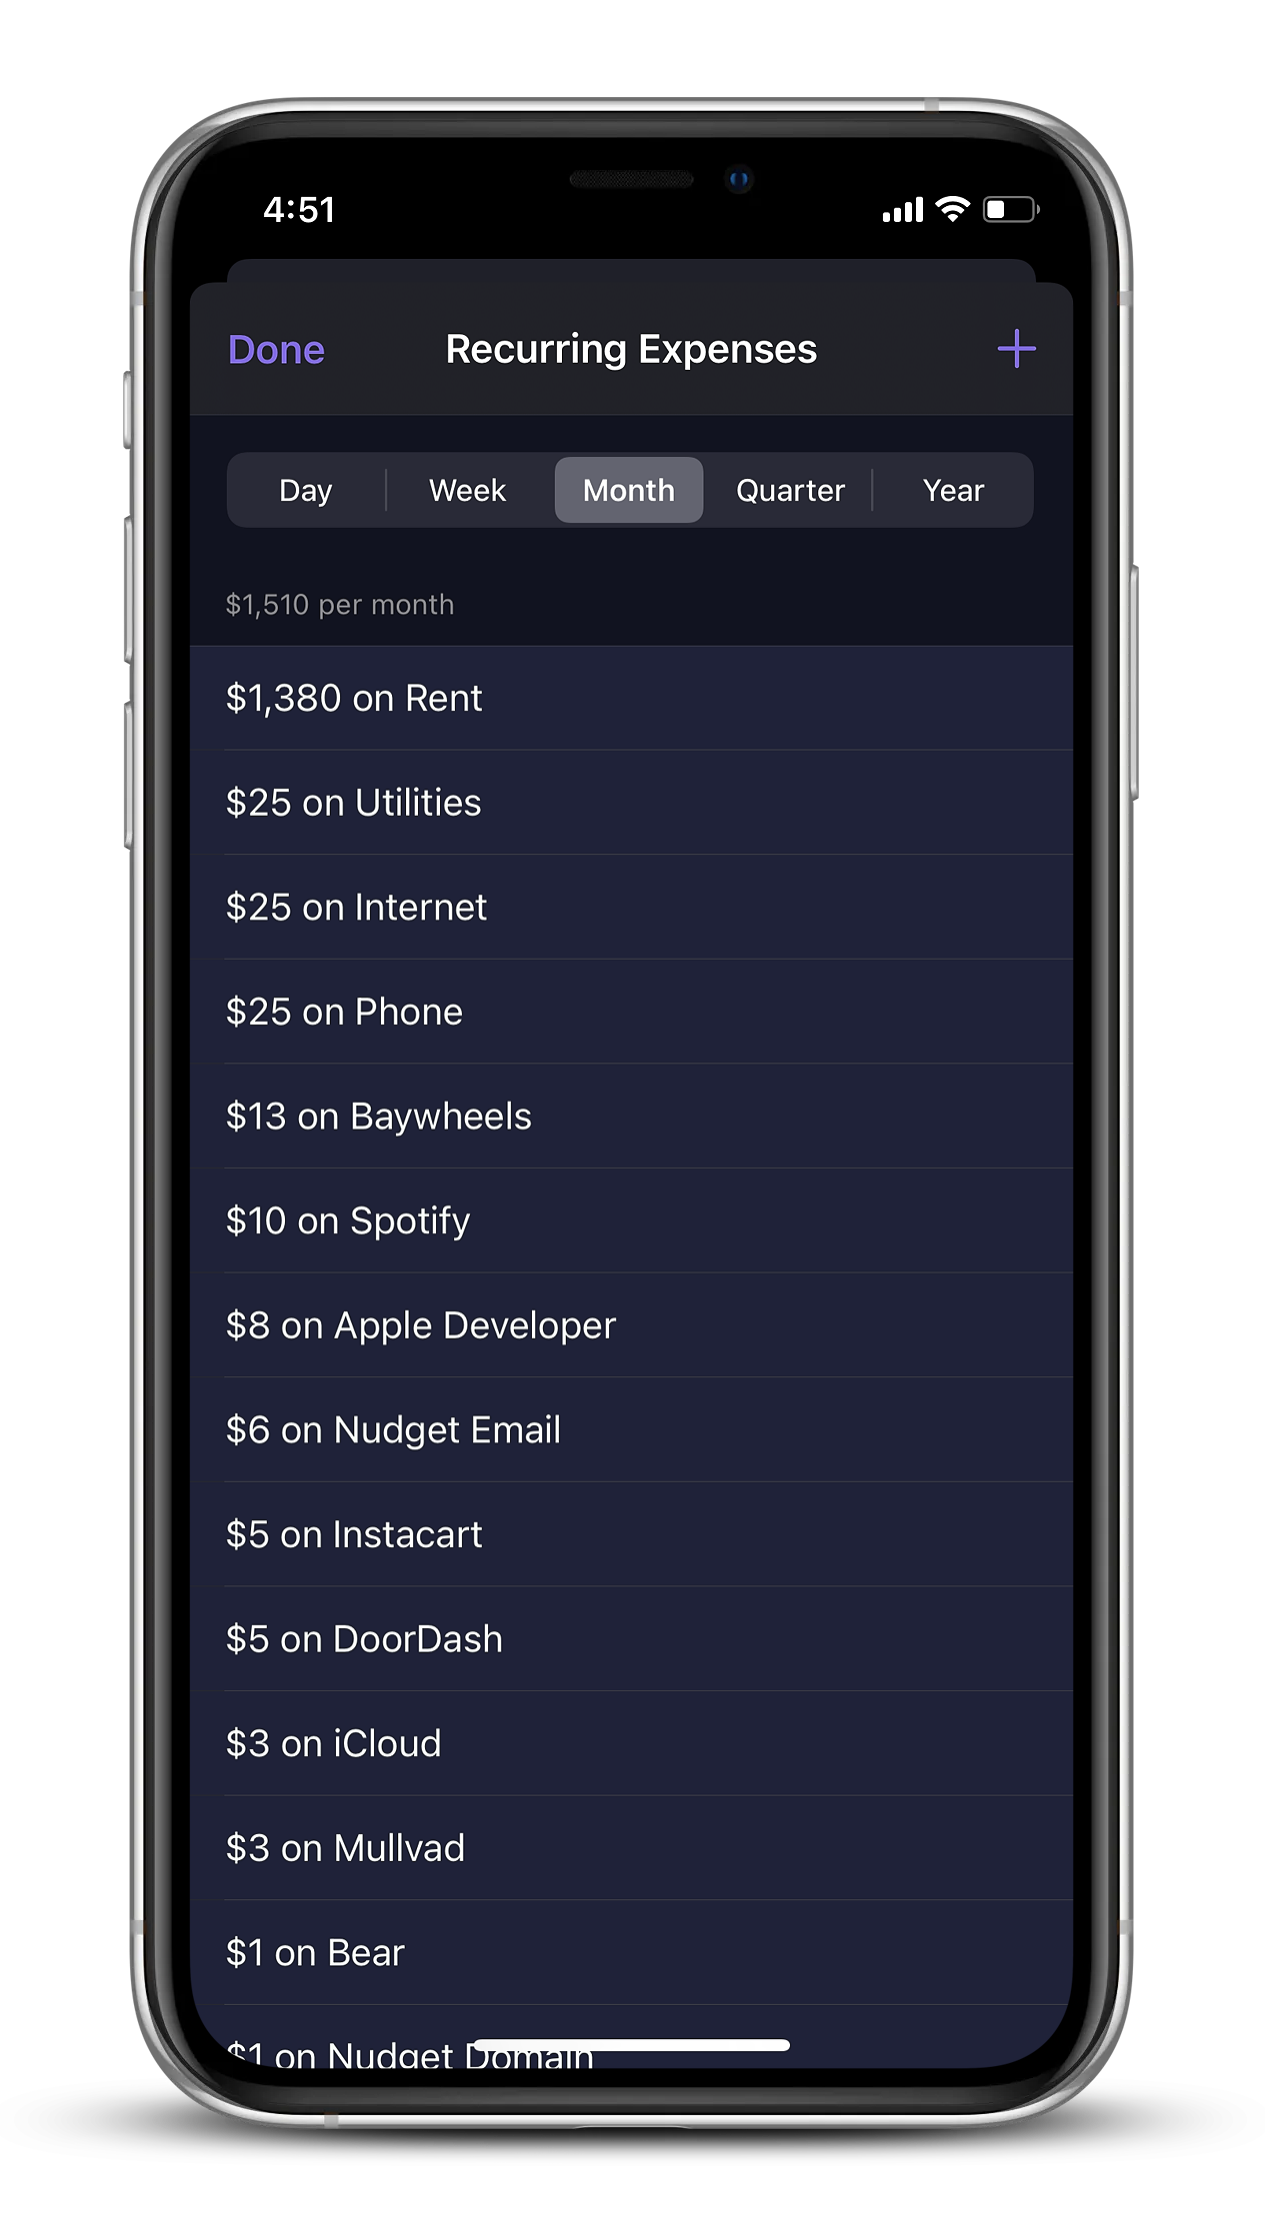 4:51
Done Recurring Expenses +
Day Week Month Quarter Year
$1,510 per month
$1,380 on Rent
$25 on Utilities
$25 on Internet
$25 on Phone
$13 on Baywheels
$10 on Spotify
$8 on Apple Developer
$6 on Nudget Email
$5 on Instacart
$5 on DoorDash
$3 on iCloud
$3 on Mullvad
$1 on Bear
$1 on Nudget Domain